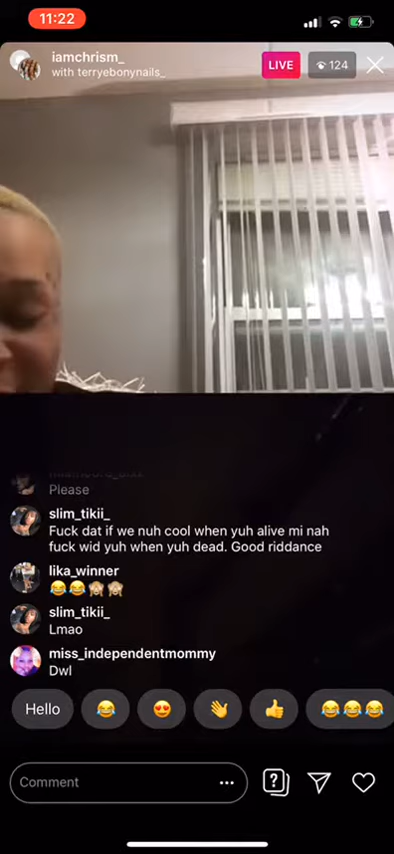 11:22
iamchrism_
with terryebonynails_
LIVE
124
Please
slim_tikii_
Fuck dat if we nuh cool when yuh alive mi nah
fuck wid yuh when yuh dead. Good riddance
lika_winner
😂😂🙈🙈
slim_tikii_
Lmao
miss_independentmommy
Dwl
Hello 😂 😍 👋 👍 😂😂😂
Comment